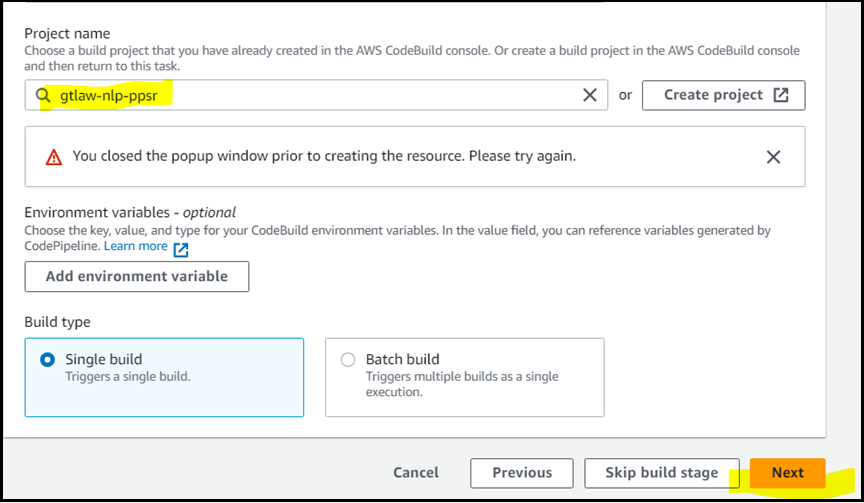 Project name
Choose a build project that you have already created in the AWS CodeBuild console. Or create a build project in the AWS CodeBuild console
and then return to this task.
gtlaw-nlp-ppsr
or
Create project
You closed the popup window prior to creating the resource. Please try again.
Environment variables - optional
Choose the key, value, and type for your CodeBuild environment variables. In the value field, you can reference variables generated by
CodePipeline. Learn more
Add environment variable
Build type
Single build
Triggers a single build.
Batch build
Triggers multiple builds as a single
execution.
Cancel
Previous
Skip build stage
Next